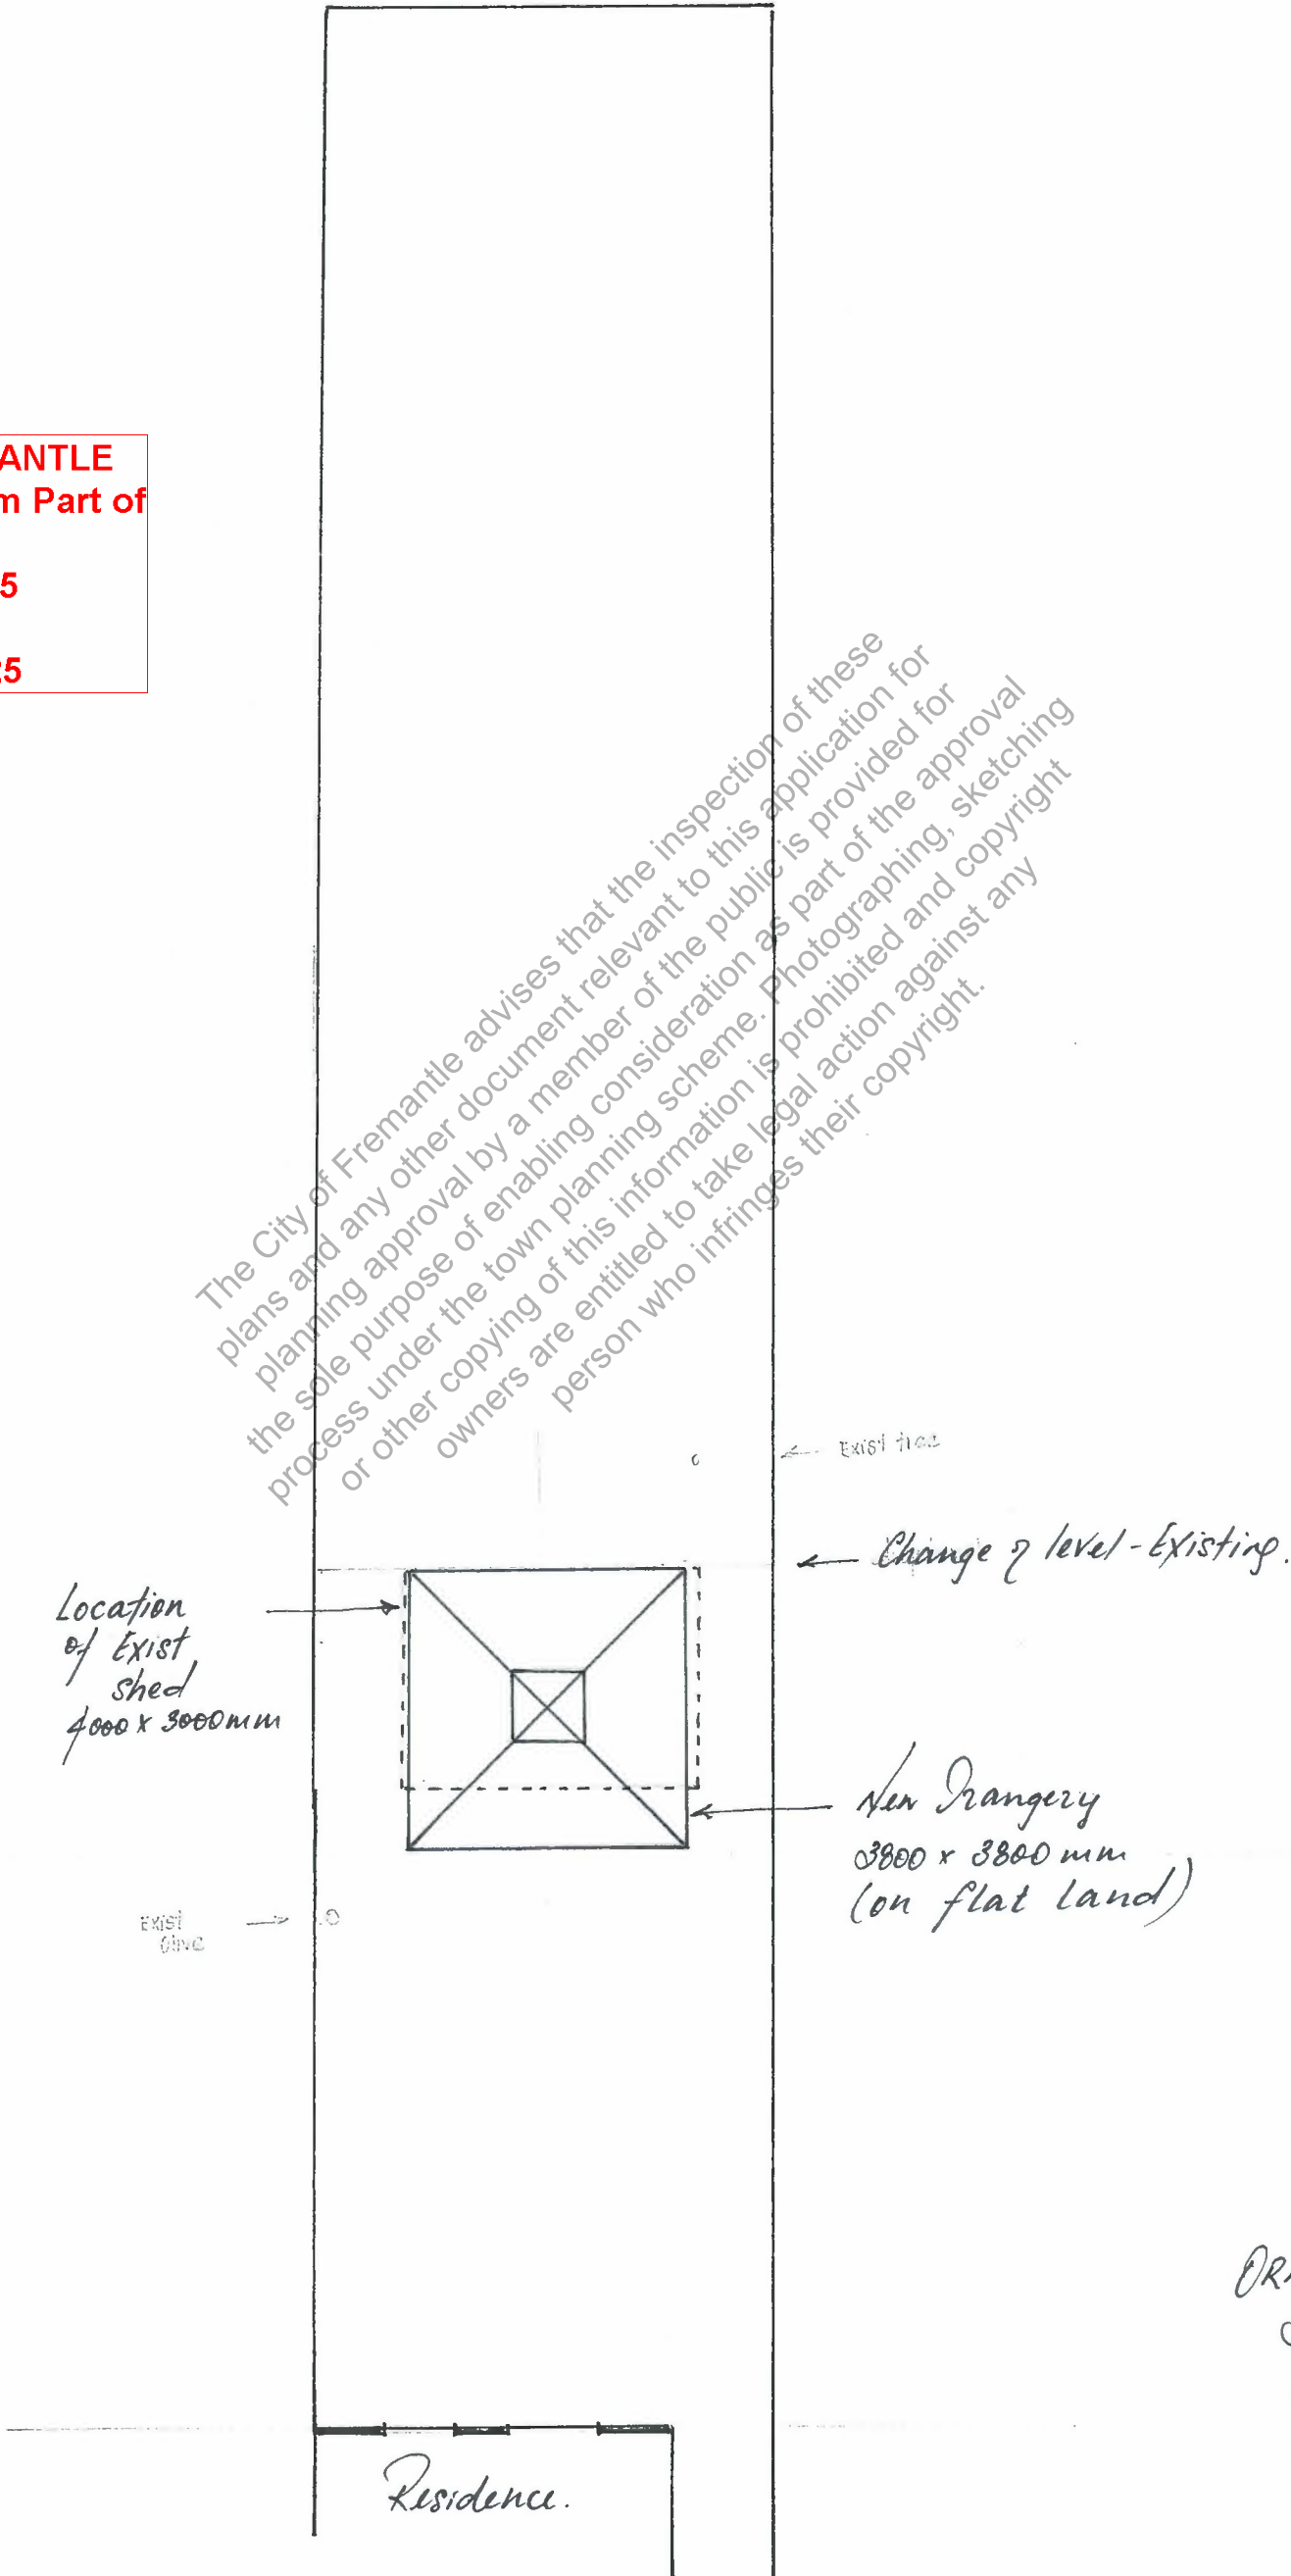 ANTLE
m Part of
5
25
The City of Fremantle advises that the inspection of these
plans and any other document relevant to this application for
planning approval by a member of the public is provided for
the sole purpose of enabling consideration as part of the approval
process under the town planning scheme. Photographing, sketching
or other copying of this information is prohibited and copyright
owners are entitled to take legal action against any
person who infringes their copyright.
Exist tree
Change of level - Existing.
Location
of Exist
shed
4000 x 3000mm
New Orangery
3800 x 3800 mm
(on flat land)
Exist
Olive
Residence.